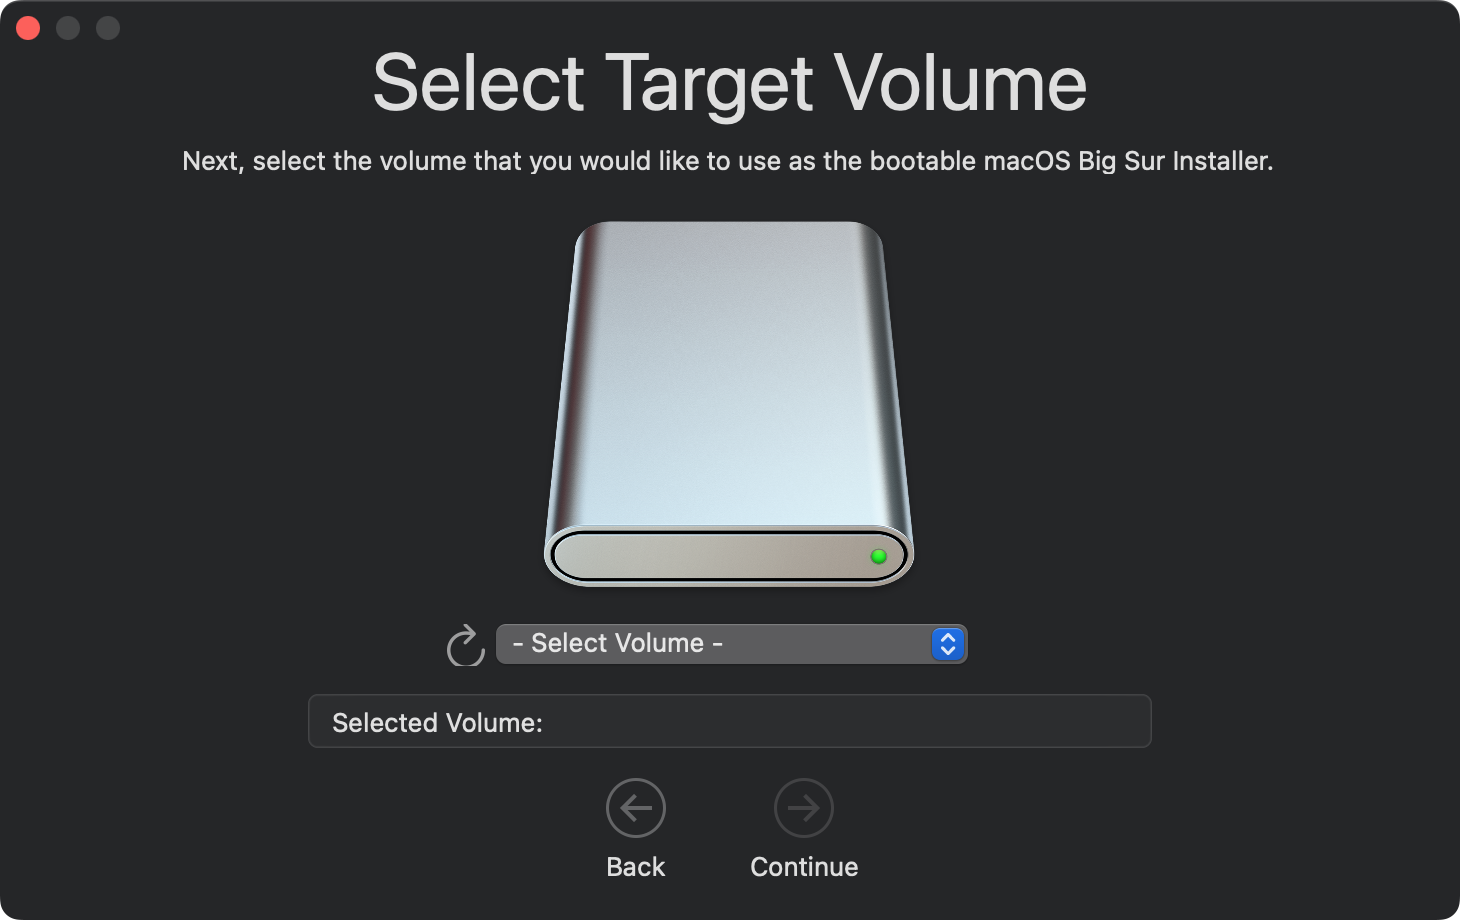 Select Target Volume
Next, select the volume that you would like to use as the bootable macOS Big Sur Installer.
- Select Volume -
Selected Volume:
Back
Continue